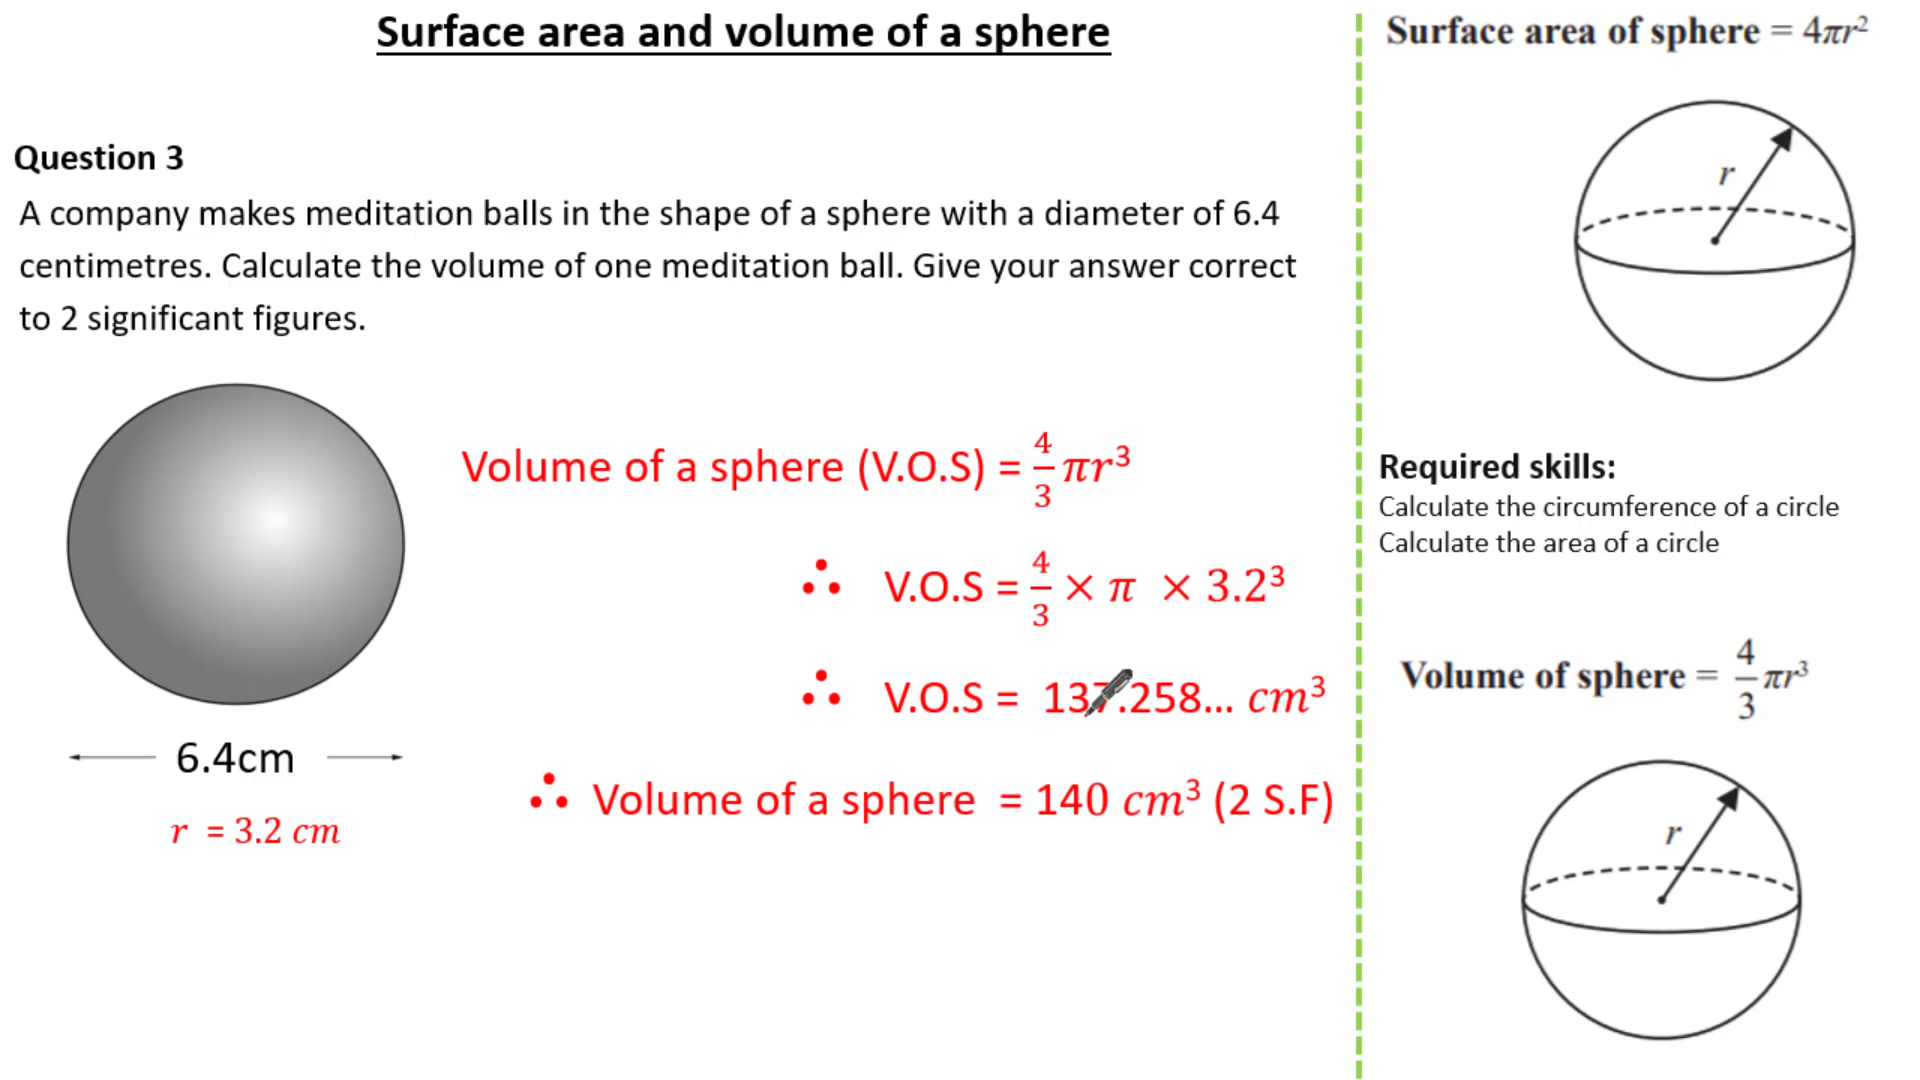 Surface area and volume of a sphere
Question 3
A company makes meditation balls in the shape of a sphere with a diameter of 6.4
centimetres. Calculate the volume of one meditation ball. Give your answer correct
to 2 significant figures.
6.4cm
r = 3.2 cm
Volume of a sphere (V.O.S) = 4/3 πr³
∴ V.O.S = 4/3 × π × 3.2³
∴ V.O.S = 137.258... cm³
∴ Volume of a sphere = 140 cm³ (2 S.F)
Surface area of sphere = 4πr²
r
Required skills:
Calculate the circumference of a circle
Calculate the area of a circle
Volume of sphere = 4/3 πr³
r